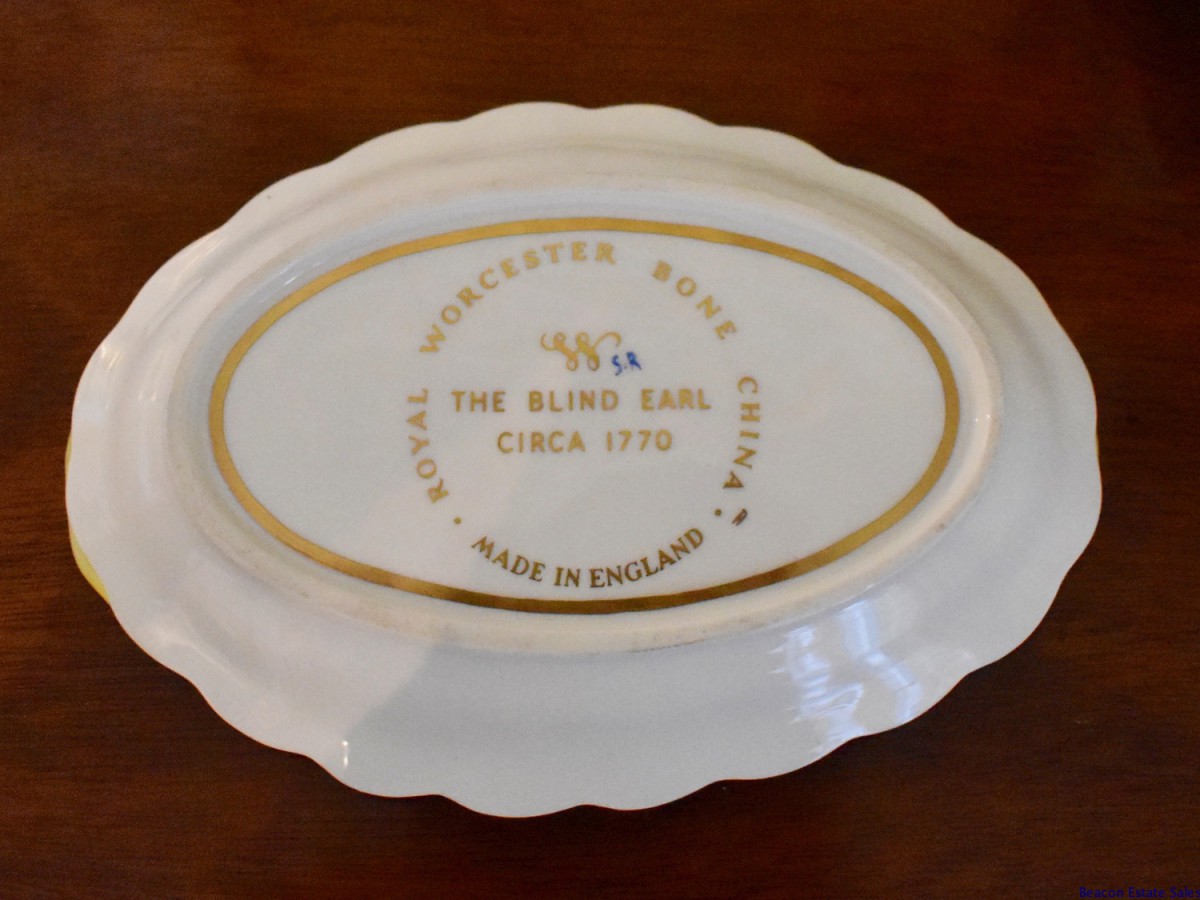 ROYAL WORCESTER BONE CHINA R
W
S.R
THE BLIND EARL
CIRCA 1770
• MADE IN ENGLAND •
Beacon Estate Sales